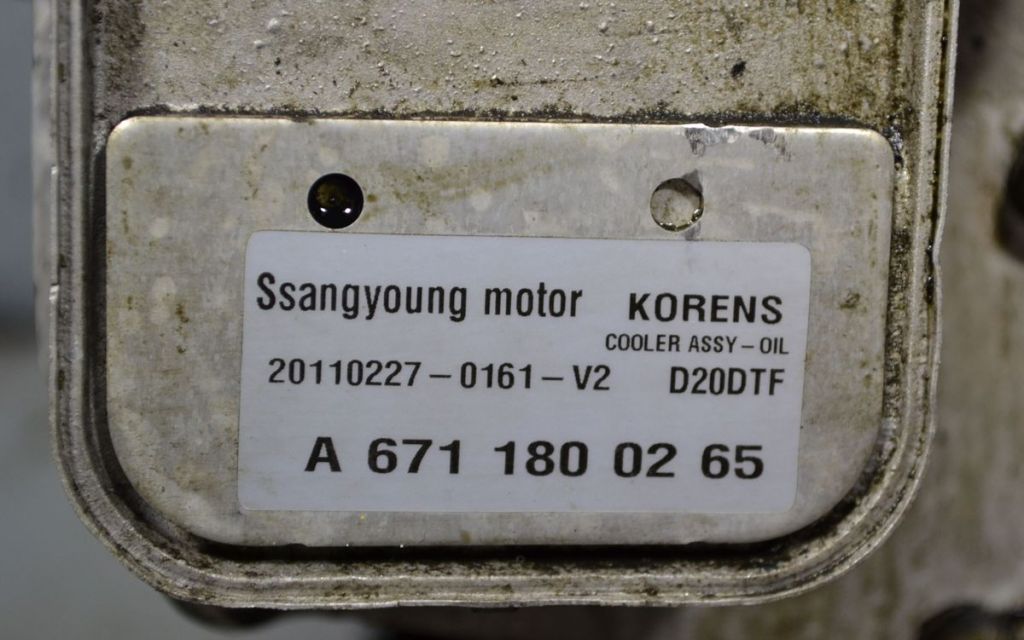 Ssangyoung motor KORENS
COOLER ASSY-OIL
20110227-0161-V2 D20DTF
A 671 180 02 65